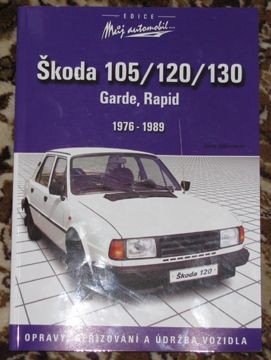 EDICE
Můj automobil...
Škoda 105/120/130
Garde, Rapid
1976 - 1989
Škoda 120
OPRAVY, SEŘIZOVÁNÍ A ÚDRŽBA VOZIDLA